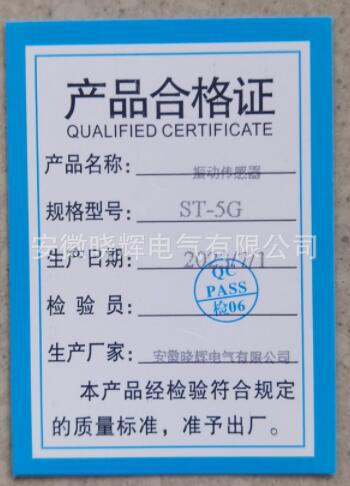 产品合格证
QUALIFIED CERTIFICATE
产品名称: 振动传感器
规格型号: ST-5G
安徽晓辉电气有限公司
生产日期:
QC
PASS
检06
检 验 员:
生产厂家: 安徽晓辉电气有限公司
本产品经检验符合规定
的质量标准，准予出厂。